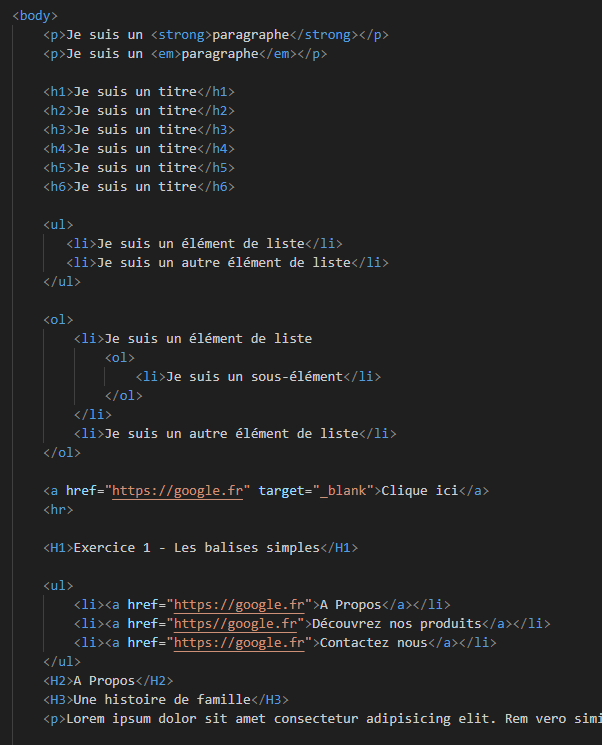 <body>
<p>Je suis un <strong>paragraphe</strong></p>
<p>Je suis un <em>paragraphe</em></p>
<h1>Je suis un titre</h1>
<h2>Je suis un titre</h2>
<h3>Je suis un titre</h3>
<h4>Je suis un titre</h4>
<h5>Je suis un titre</h5>
<h6>Je suis un titre</h6>
<ul>
<li>Je suis un élément de liste</li>
<li>Je suis un autre élément de liste</li>
</ul>
<ol>
<li>Je suis un élément de liste
<ol>
<li>Je suis un sous-élément</li>
</ol>
</li>
<li>Je suis un autre élément de liste</li>
</ol>
<a href="https://google.fr" target="_blank">Clique ici</a>
<hr>
<H1>Exercice 1 - Les balises simples</H1>
<ul>
<li><a href="https://google.fr">A Propos</a></li>
<li><a href="https//google.fr">Découvrez nos produits</a></li>
<li><a href="https://google.fr">Contactez nous</a></li>
</ul>
<H2>A Propos</H2>
<H3>Une histoire de famille</H3>
<p>Lorem ipsum dolor sit amet consectetur adipisicing elit. Rem vero simi